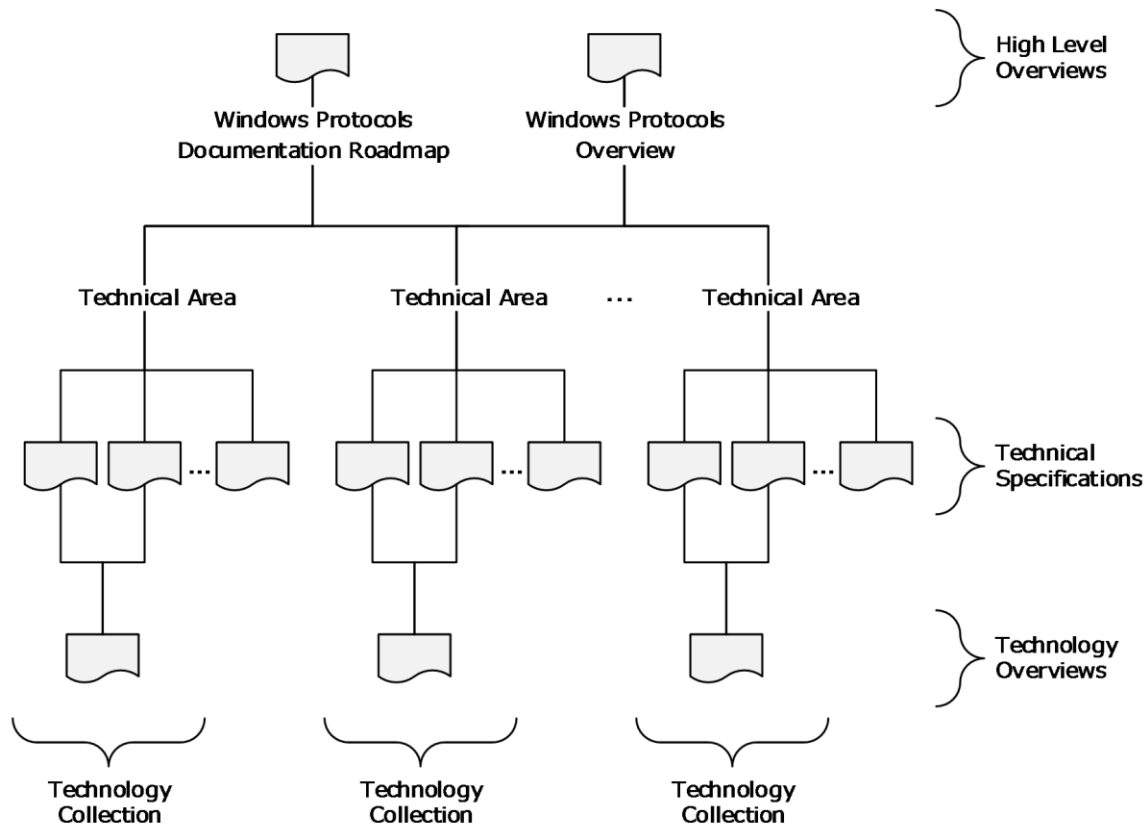 High Level
Overviews
Windows Protocols
Documentation Roadmap
Windows Protocols
Overview
Technical Area
Technical Area
...
Technical Area
...
...
...
Technical
Specifications
Technology
Overviews
Technology
Collection
Technology
Collection
Technology
Collection